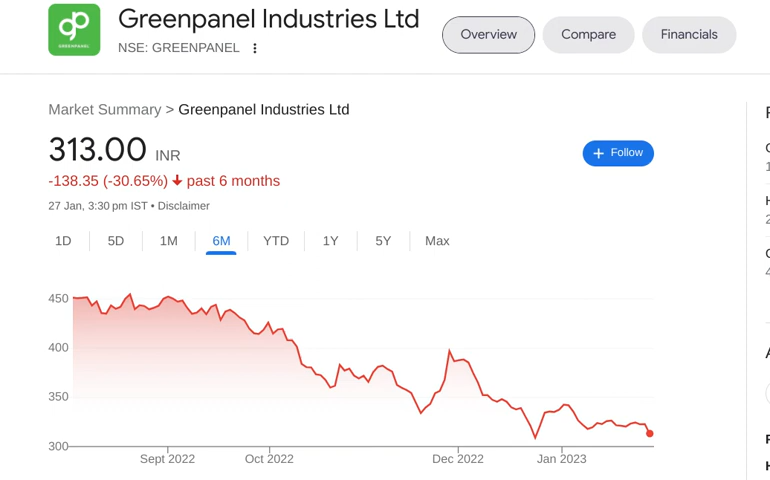 Greenpanel Industries Ltd
GREENPANEL
NSE: GREENPANEL
Overview
Compare
Financials
Market Summary > Greenpanel Industries Ltd
313.00 INR
+ Follow
-138.35 (-30.65%) ↓ past 6 months
27 Jan, 3:30 pm IST • Disclaimer
1D
5D
1M
6M
YTD
1Y
5Y
Max
450
400
350
300
Sept 2022
Oct 2022
Dec 2022
Jan 2023